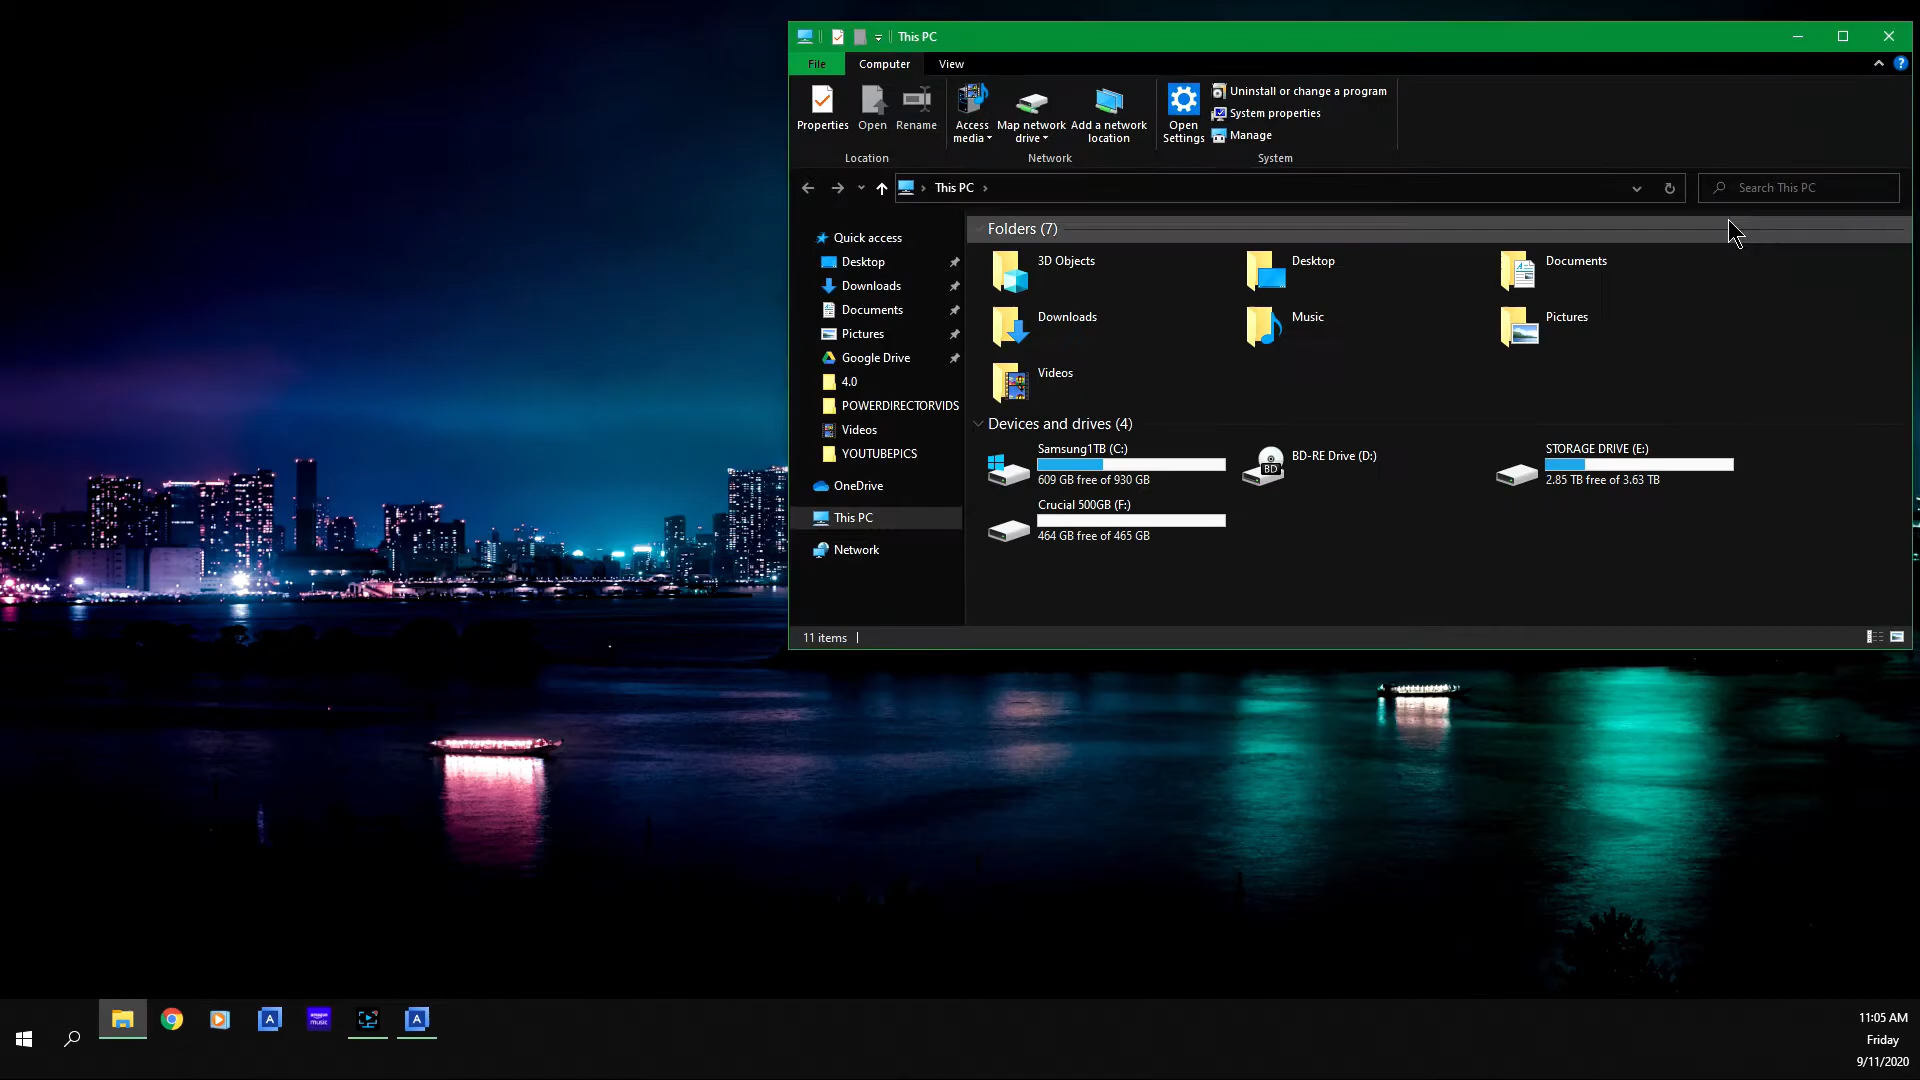 This PC
File
Computer
View
Properties
Open
Rename
Access
media
Map network
drive
Add a network
location
Open
Settings
Uninstall or change a program
System properties
Manage
Location
Network
System
This PC
Search This PC
Quick access
Desktop
Downloads
Documents
Pictures
Google Drive
4.0
POWERDIRECTORVIDS
Videos
YOUTUBEPICS
OneDrive
This PC
Network
Folders (7)
3D Objects
Desktop
Documents
Downloads
Music
Pictures
Videos
Devices and drives (4)
Samsung1TB (C:)
609 GB free of 930 GB
BD
BD-RE Drive (D:)
STORAGE DRIVE (E:)
2.85 TB free of 3.63 TB
Crucial 500GB (F:)
464 GB free of 465 GB
11 items
A
amazon
music
A
11:05 AM
Friday
9/11/2020